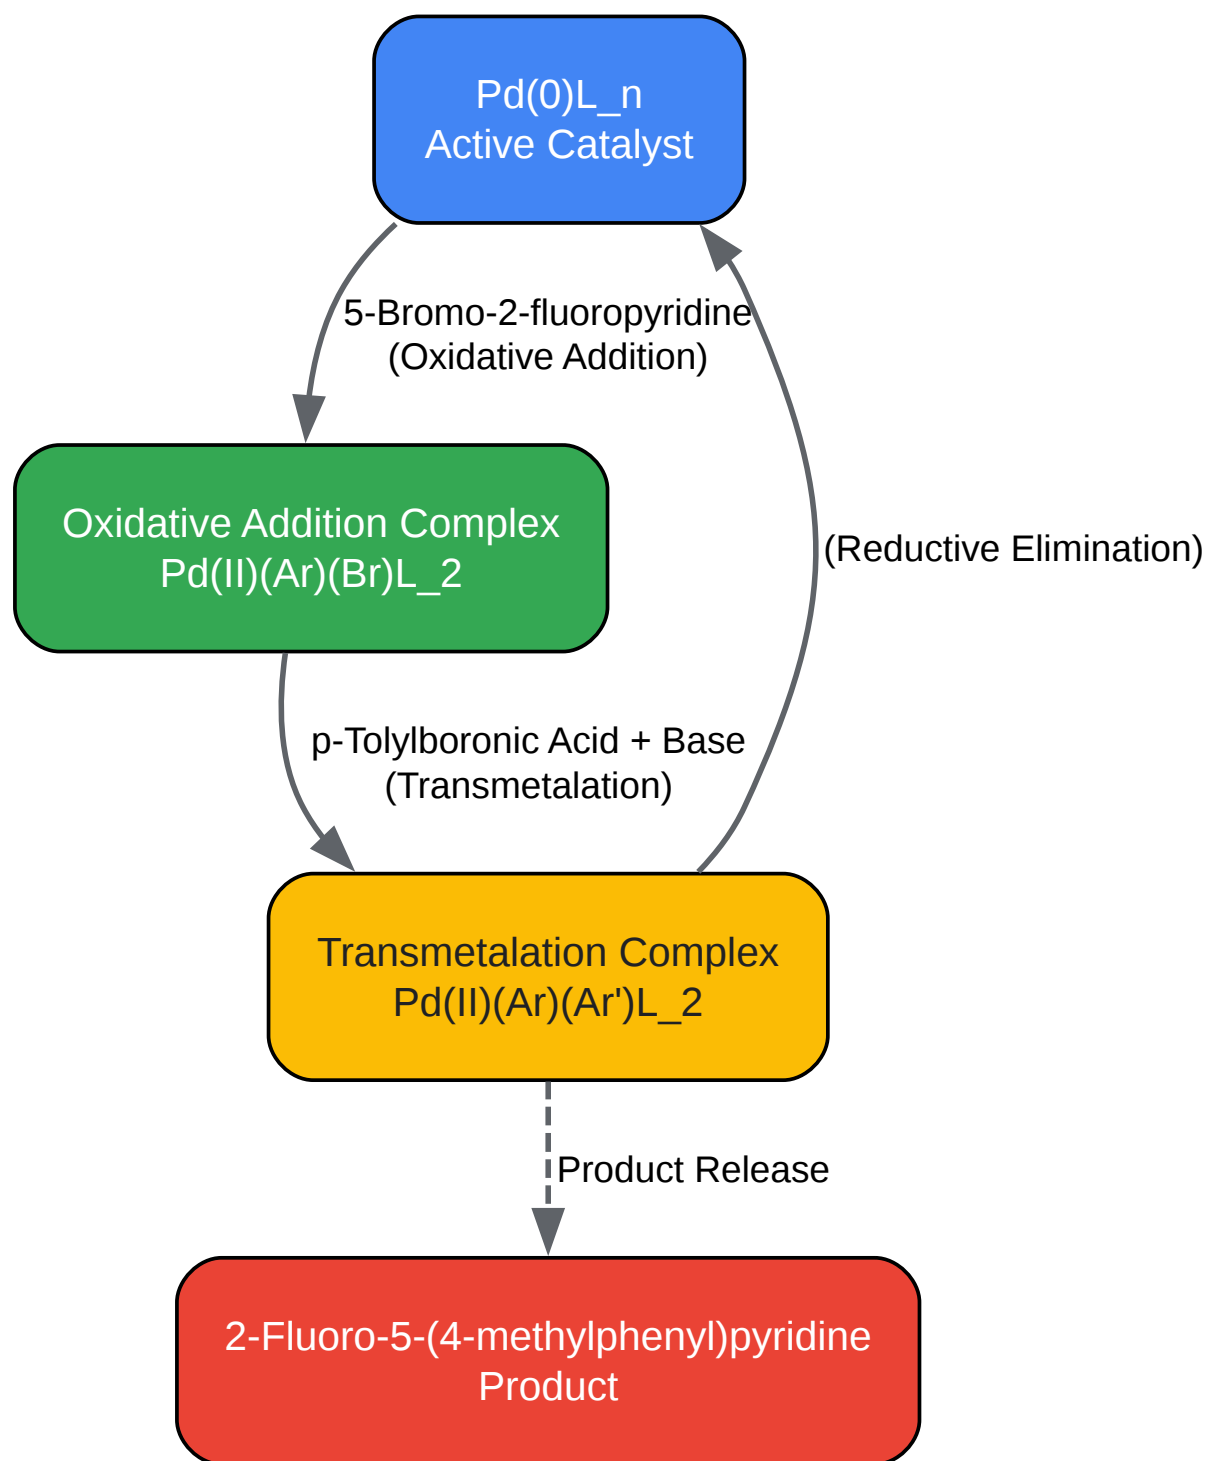 Pd(0)L_n
Active Catalyst
5-Bromo-2-fluoropyridine
(Oxidative Addition)
Oxidative Addition Complex
Pd(II)(Ar)(Br)L_2
(Reductive Elimination)
p-Tolylboronic Acid + Base
(Transmetalation)
Transmetalation Complex
Pd(II)(Ar)(Ar')L_2
Product Release
2-Fluoro-5-(4-methylphenyl)pyridine
Product